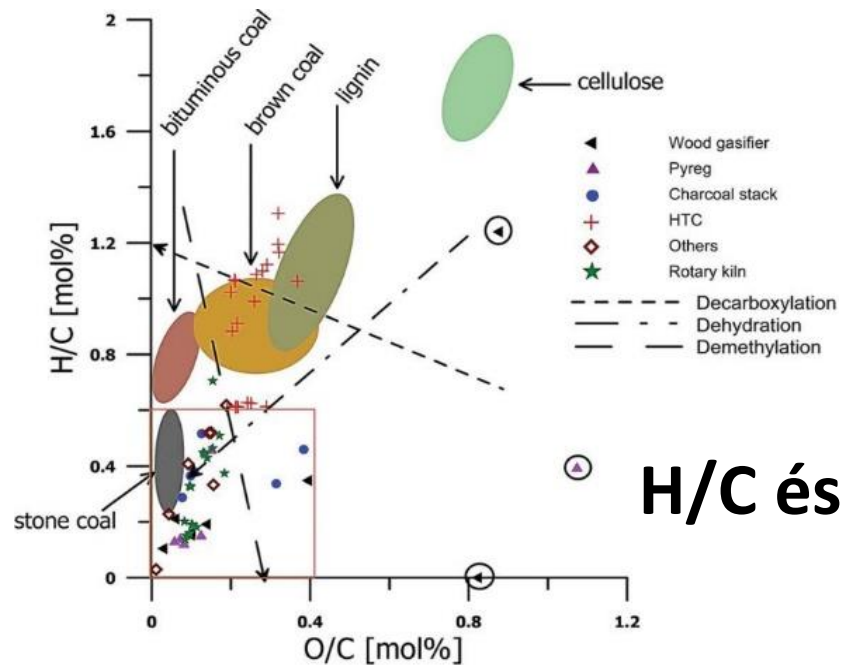 bituminous coal
brown coal
lignin
cellulose
2
1.6
1.2
0.8
0.4
0
H/C [mol%]
stone coal
Wood gasifier
Pyreg
Charcoal stack
HTC
Others
Rotary kiln
Decarboxylation
Dehydration
Demethylation
H/C és
0
0.4
0.8
1.2
O/C [mol%]